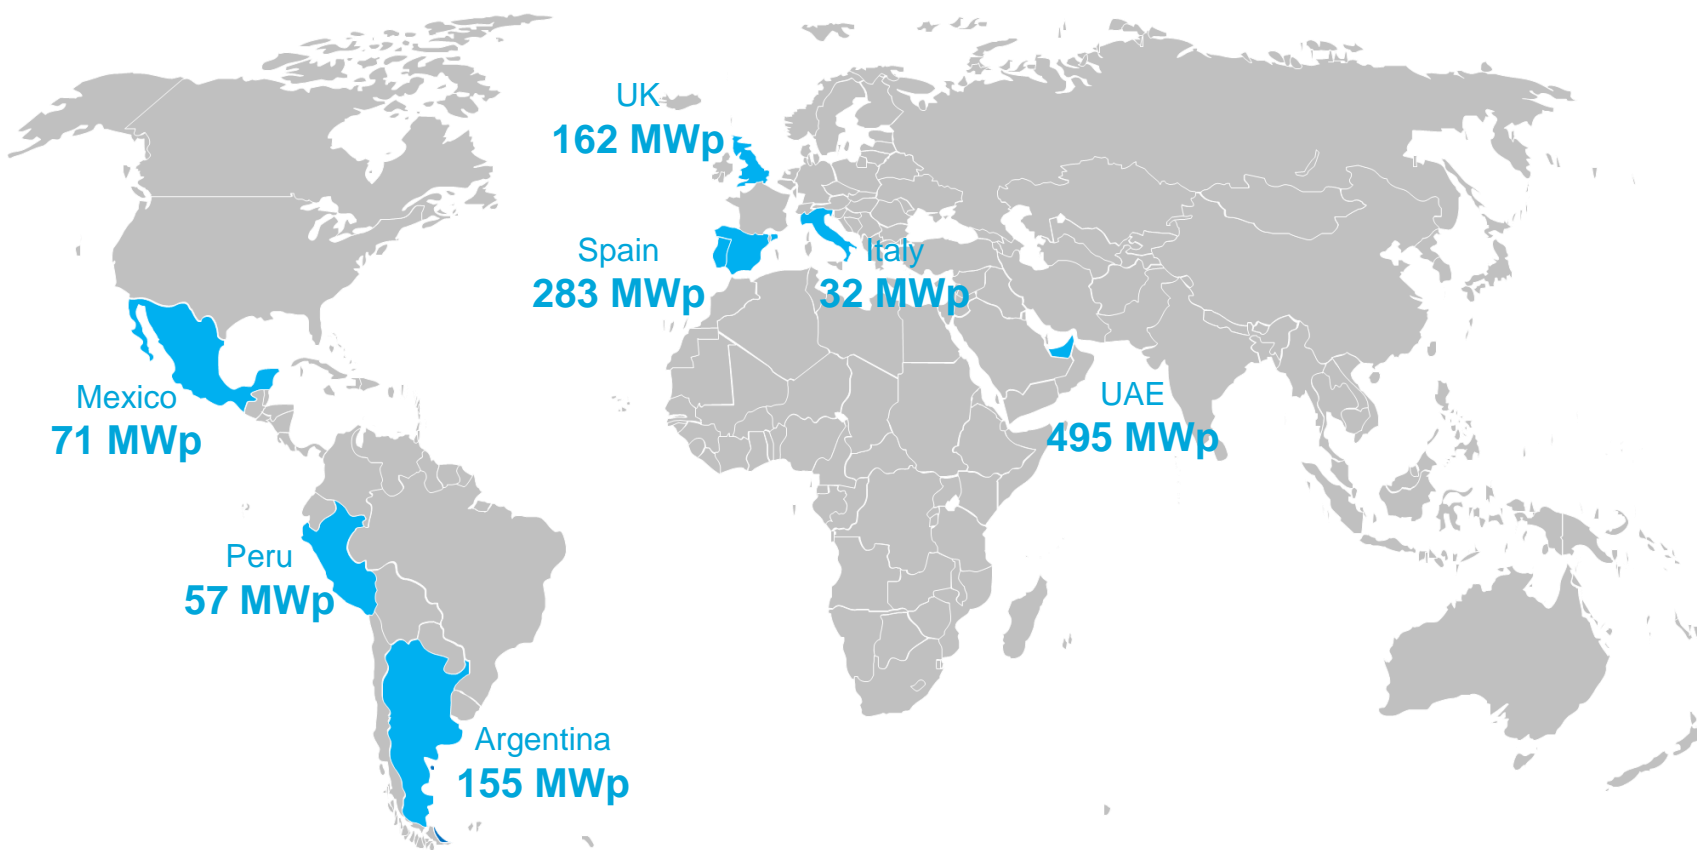 UK
162 MWp
Spain
283 MWp
Italy
32 MWp
Mexico
71 MWp
UAE
495 MWp
Peru
57 MWp
Argentina
155 MWp